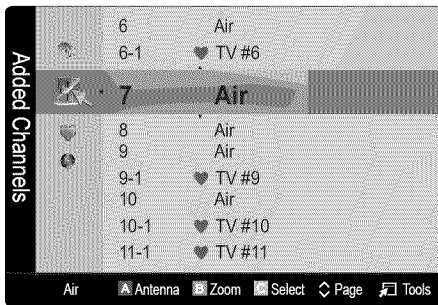 Added Channels
6 Air
6-1 ♥ TV #6
7 Air
8 Air
9 Air
9-1 ♥ TV #9
10 Air
10-1 ♥ TV #10
11-1 ♥ TV #11
Air A Antenna B Zoom C Select Page Tools